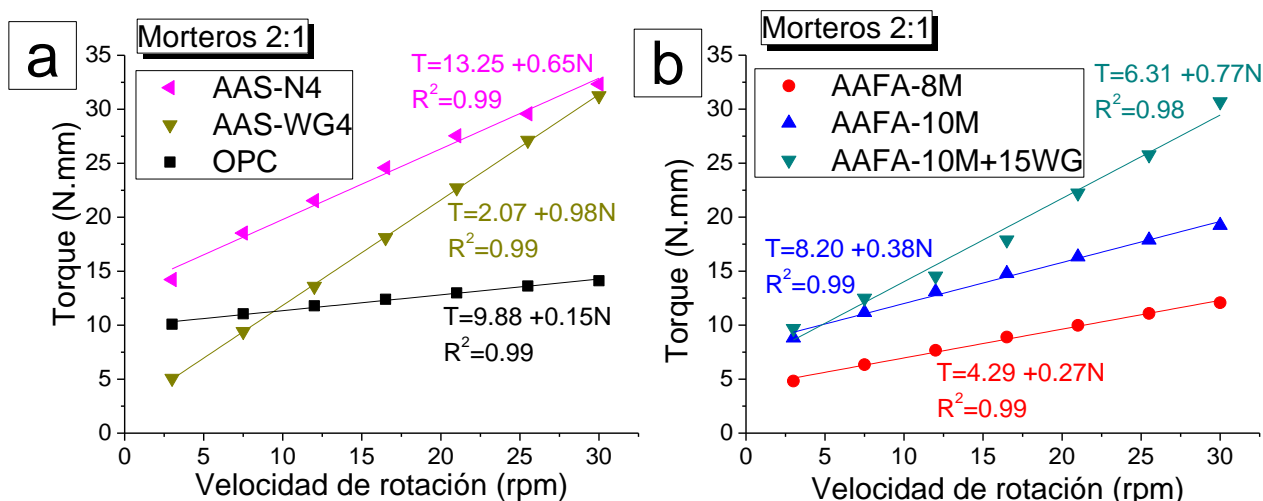 a
Morteros 2:1
AAS-N4
AAS-WG4
OPC
T=13.25 +0.65N
R²=0.99
T=2.07 +0.98N
R²=0.99
T=9.88 +0.15N
R²=0.99
35
30
25
20
15
10
5
0
Torque (N.mm)
0 5 10 15 20 25 30
Velocidad de rotación (rpm)
b
Morteros 2:1
AAFA-8M
AAFA-10M
AAFA-10M+15WG
T=6.31 +0.77N
R²=0.98
T=8.20 +0.38N
R²=0.99
T=4.29 +0.27N
R²=0.99
35
30
25
20
15
10
5
0
Torque (N.mm)
0 5 10 15 20 25 30
Velocidad de rotación (rpm)